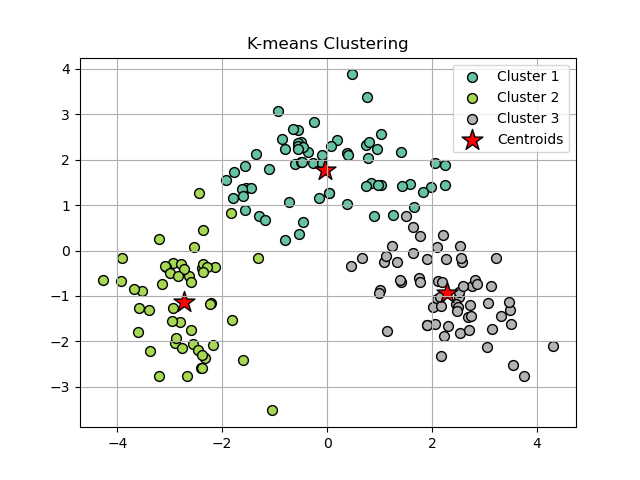 K-means Clustering
Cluster 1
Cluster 2
Cluster 3
Centroids
4
3
2
1
0
−1
−2
−3
−4
−2
0
2
4